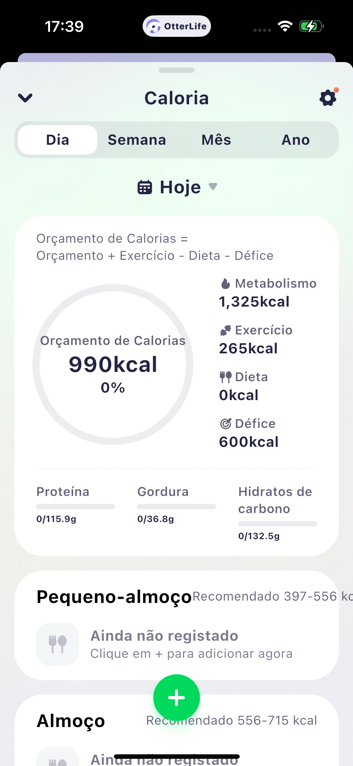 17:39
OtterLife
Caloria
Dia
Semana
Mês
Ano
Hoje
Orçamento de Calorias =
Orçamento + Exercício - Dieta - Défice
Orçamento de Calorias
990kcal
0%
Metabolismo
1,325kcal
Exercício
265kcal
Dieta
0kcal
Défice
600kcal
Proteína
0/115.9g
Gordura
0/36.8g
Hidratos de
carbono
0/132.5g
Pequeno-almoço
Recomendado 397-556 kc
Ainda não registado
Clique em + para adicionar agora
Almoço
Recomendado 556-715 kcal
Ainda não registado